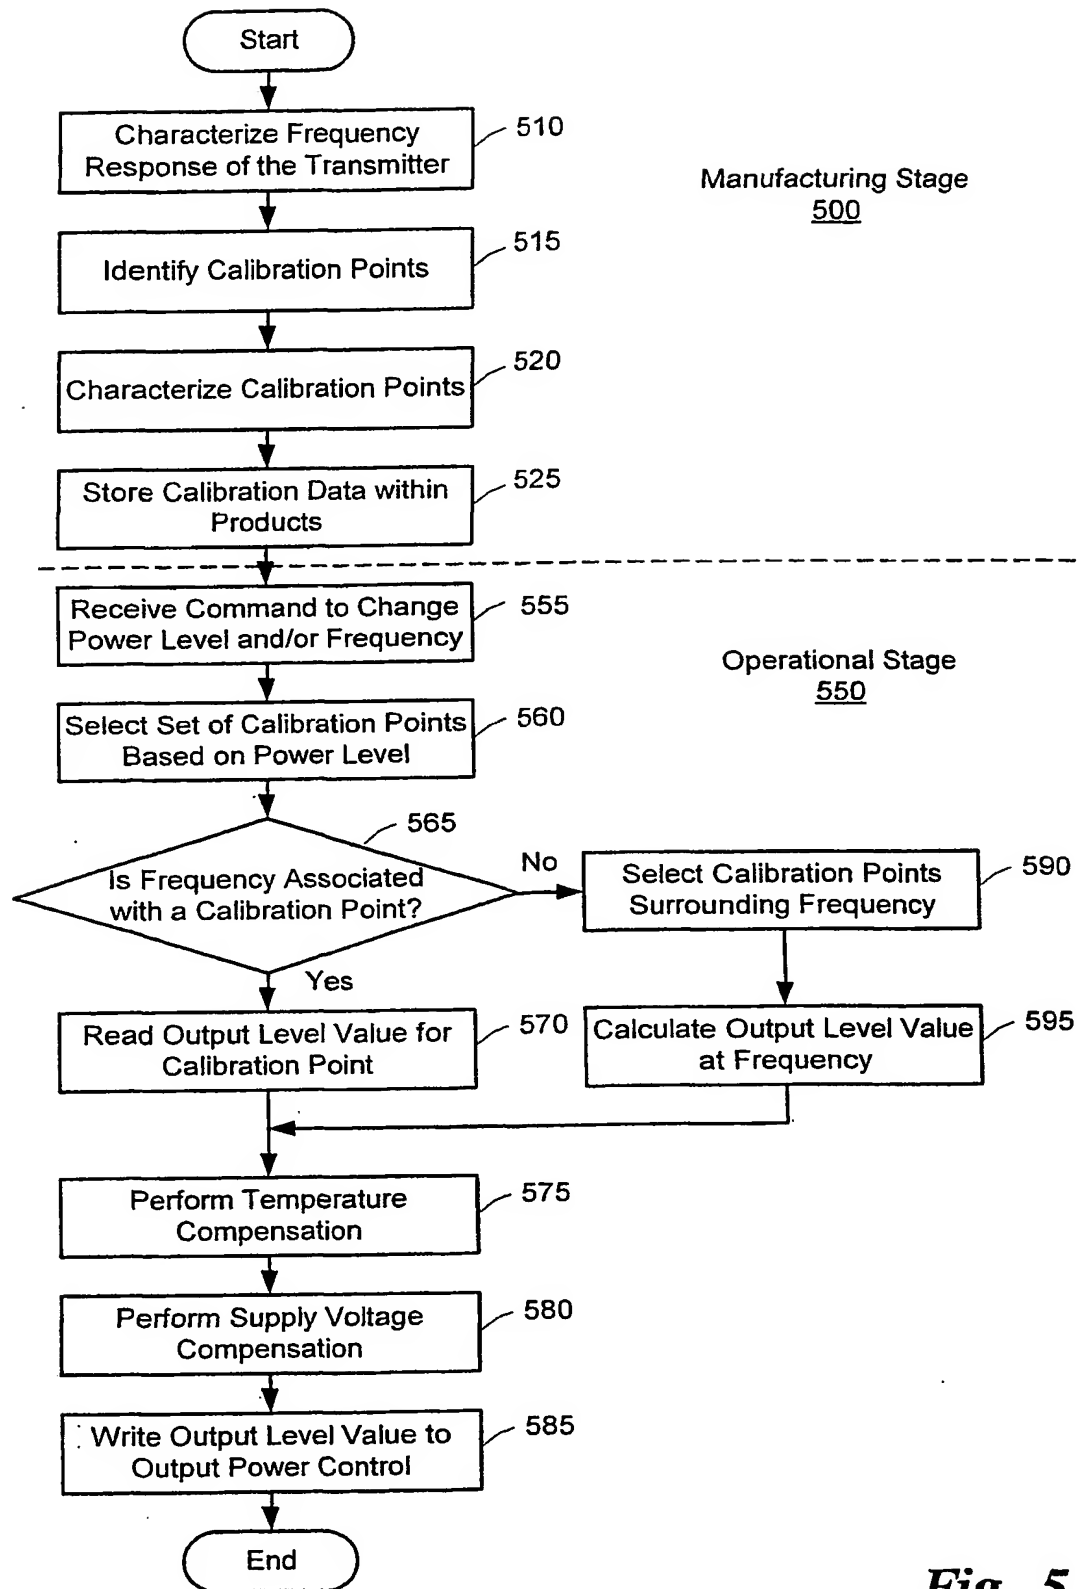 Start
Characterize Frequency
Response of the Transmitter
510
Manufacturing Stage
500
Identify Calibration Points
515
Characterize Calibration Points
520
Store Calibration Data within
Products
525
Receive Command to Change
Power Level and/or Frequency
555
Operational Stage
550
Select Set of Calibration Points
Based on Power Level
560
Is Frequency Associated
with a Calibration Point?
565
No
Select Calibration Points
Surrounding Frequency
590
Yes
Read Output Level Value for
Calibration Point
570
Calculate Output Level Value
at Frequency
595
Perform Temperature
Compensation
575
Perform Supply Voltage
Compensation
580
Write Output Level Value to
Output Power Control
585
End
Fig. 5